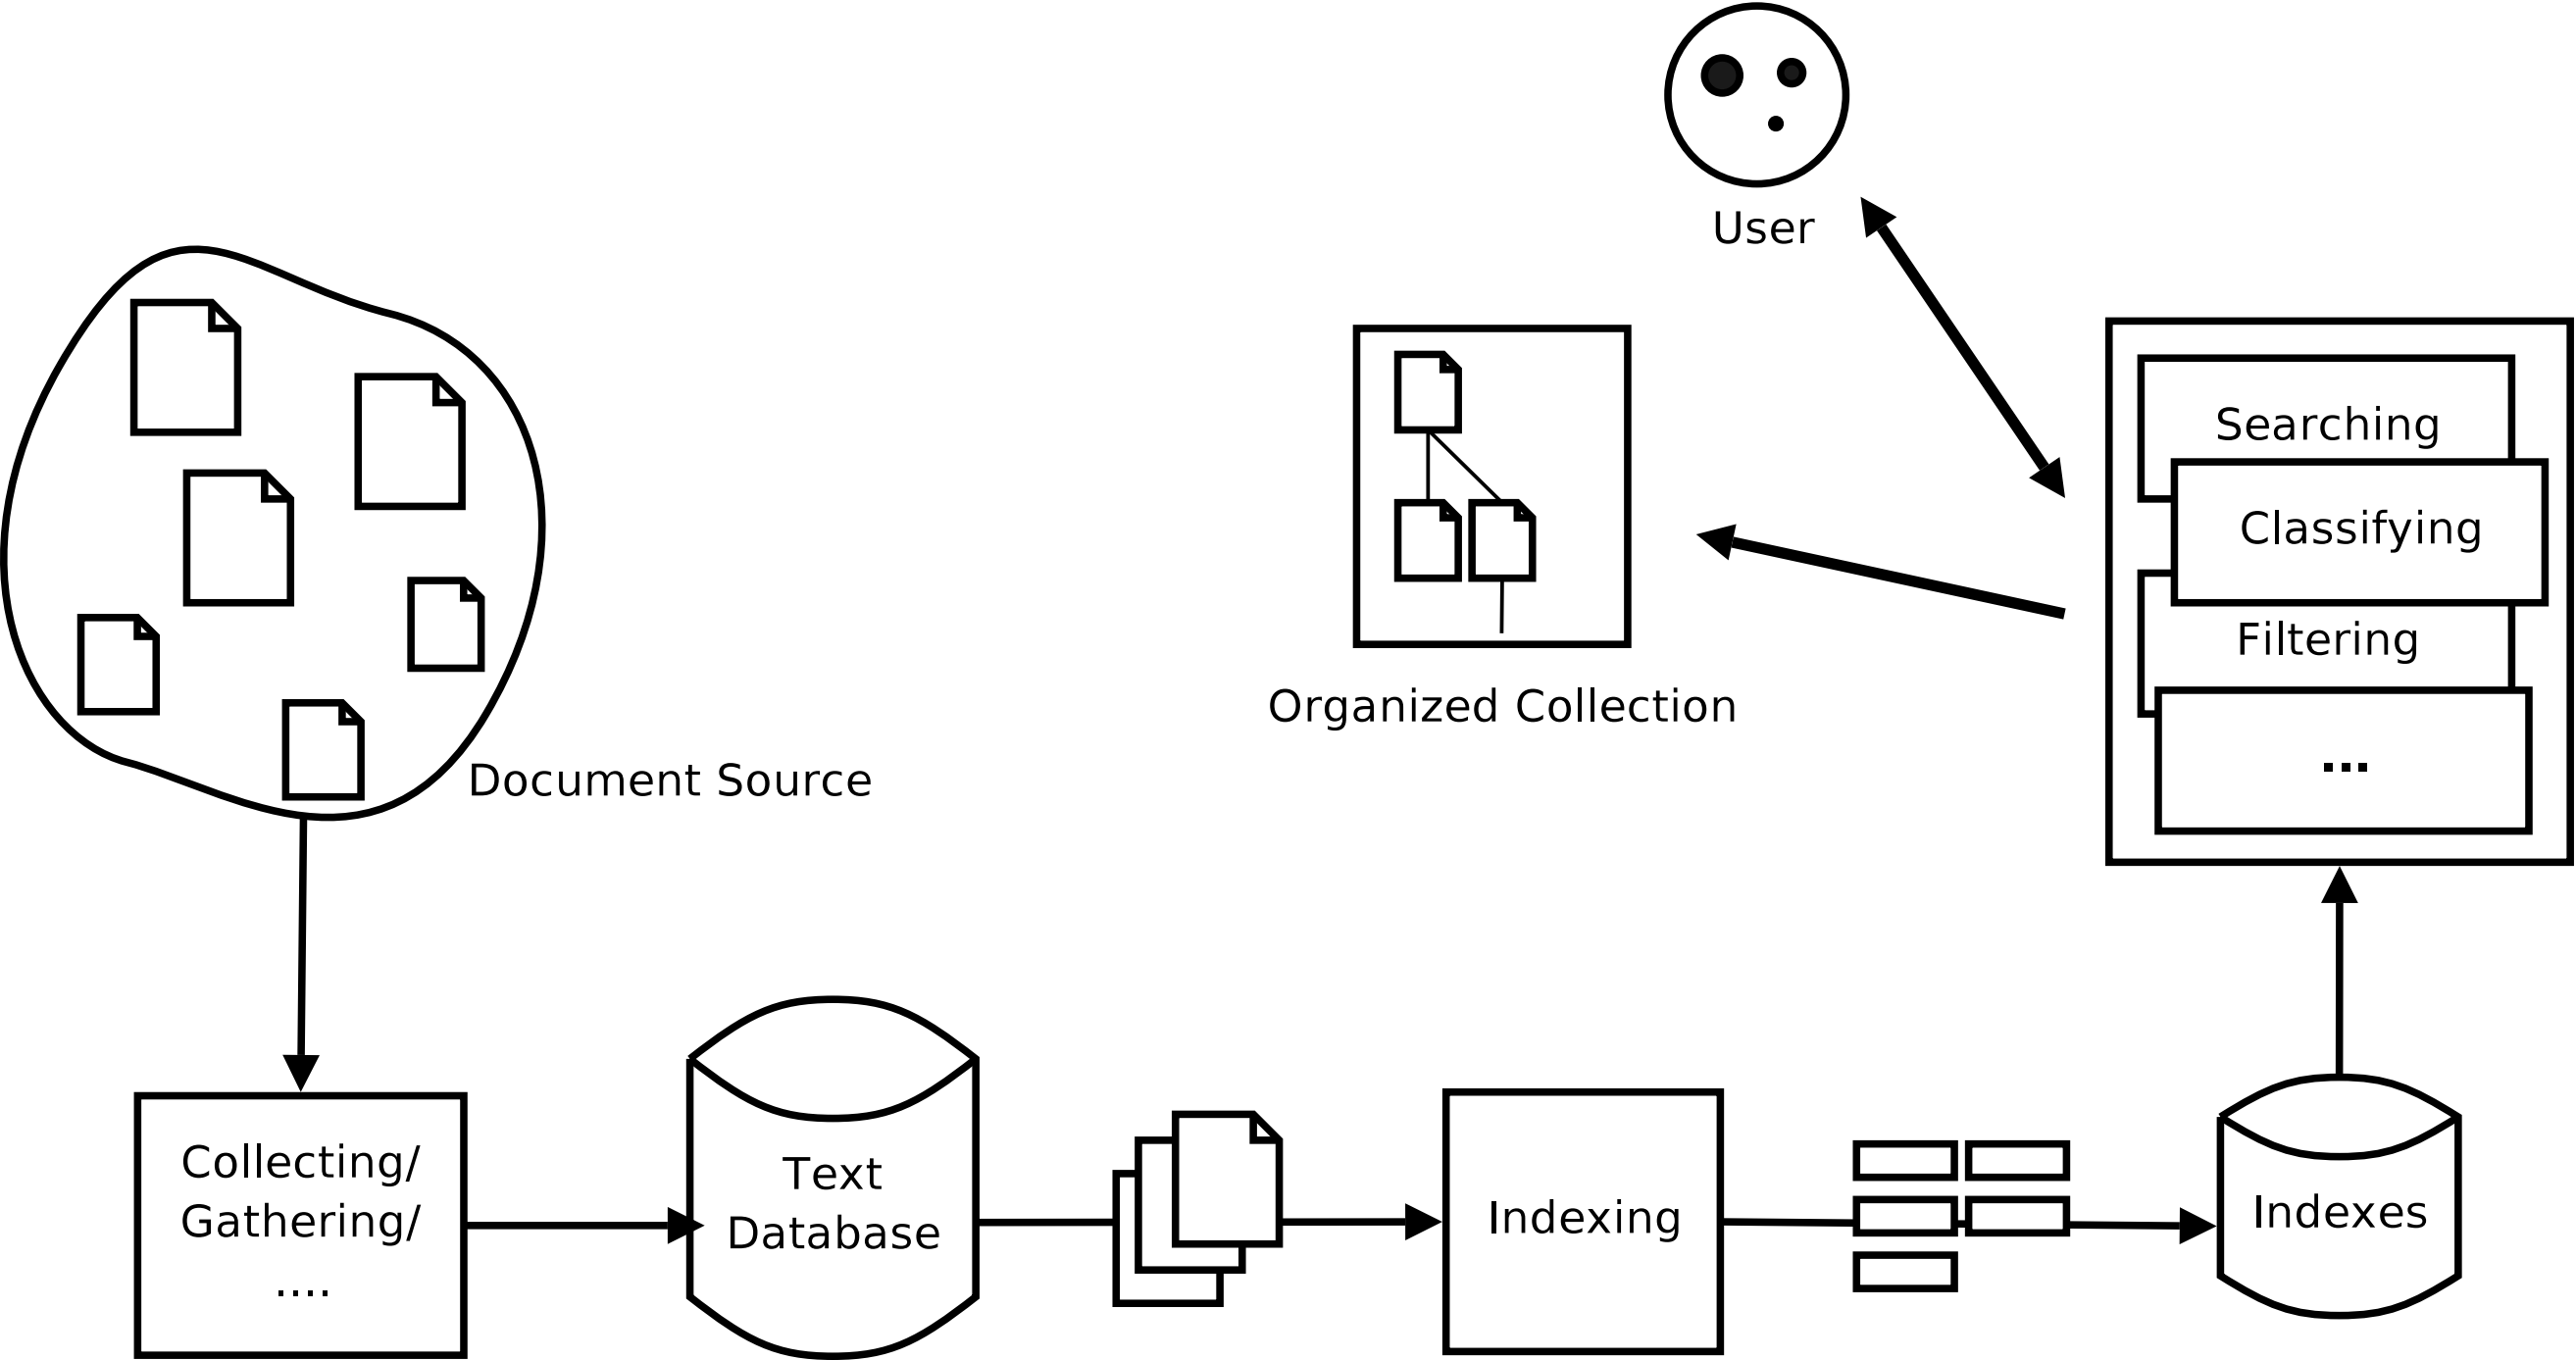 User
Searching
Classifying
Filtering
...
Organized Collection
Document Source
Collecting/
Gathering/
....
Text
Database
Indexing
Indexes